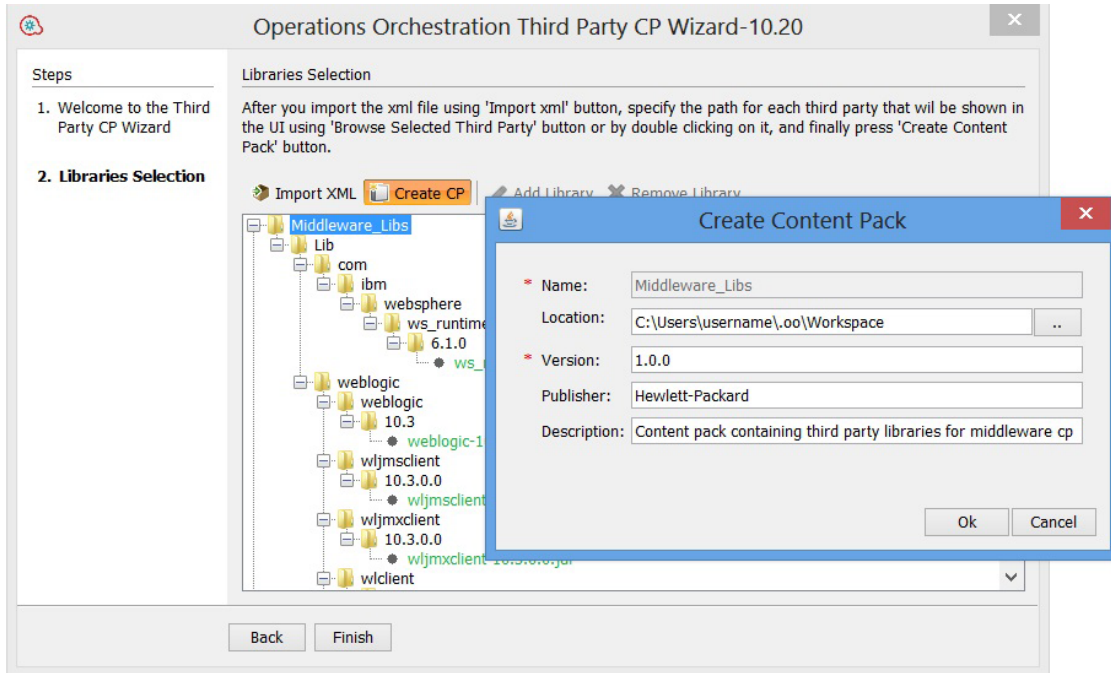 Operations Orchestration Third Party CP Wizard-10.20
Steps
1. Welcome to the Third
Party CP Wizard
2. Libraries Selection
Libraries Selection
After you import the xml file using 'Import xml' button, specify the path for each third party that wil be shown in
the UI using 'Browse Selected Third Party' button or by double clicking on it, and finally press 'Create Content
Pack' button.
Import XML Create CP Add Library Remove Library
Middleware_Libs
Lib
com
ibm
websphere
ws_runtime
6.1.0
weblogic
weblogic
10.3
weblogic-1
wljmsclient
10.3.0.0
wljmsclient
wljmxclient
10.3.0.0
wljmxclient-10.3.0.0.jar
wlclient
Create Content Pack
* Name: Middleware_Libs
Location: C:\Users\username\.oo\Workspace ..
* Version: 1.0.0
Publisher: Hewlett-Packard
Description: Content pack containing third party libraries for middleware cp
Ok Cancel
Back Finish